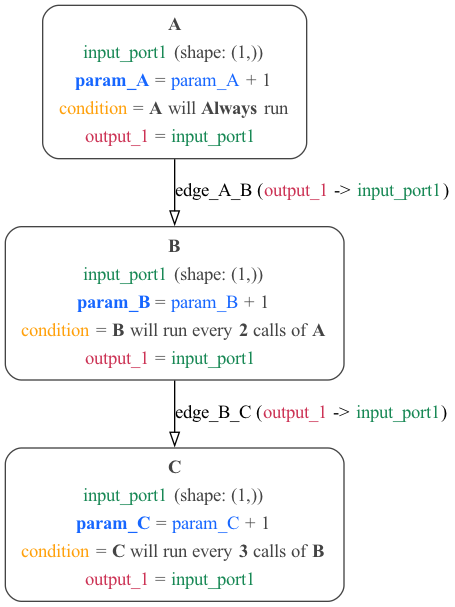 A
input_port1 (shape: (1,))
param_A = param_A + 1
condition = A will Always run
output_1 = input_port1
edge_A_B (output_1 -> input_port1)
B
input_port1 (shape: (1,))
param_B = param_B + 1
condition = B will run every 2 calls of A
output_1 = input_port1
edge_B_C (output_1 -> input_port1)
C
input_port1 (shape: (1,))
param_C = param_C + 1
condition = C will run every 3 calls of B
output_1 = input_port1